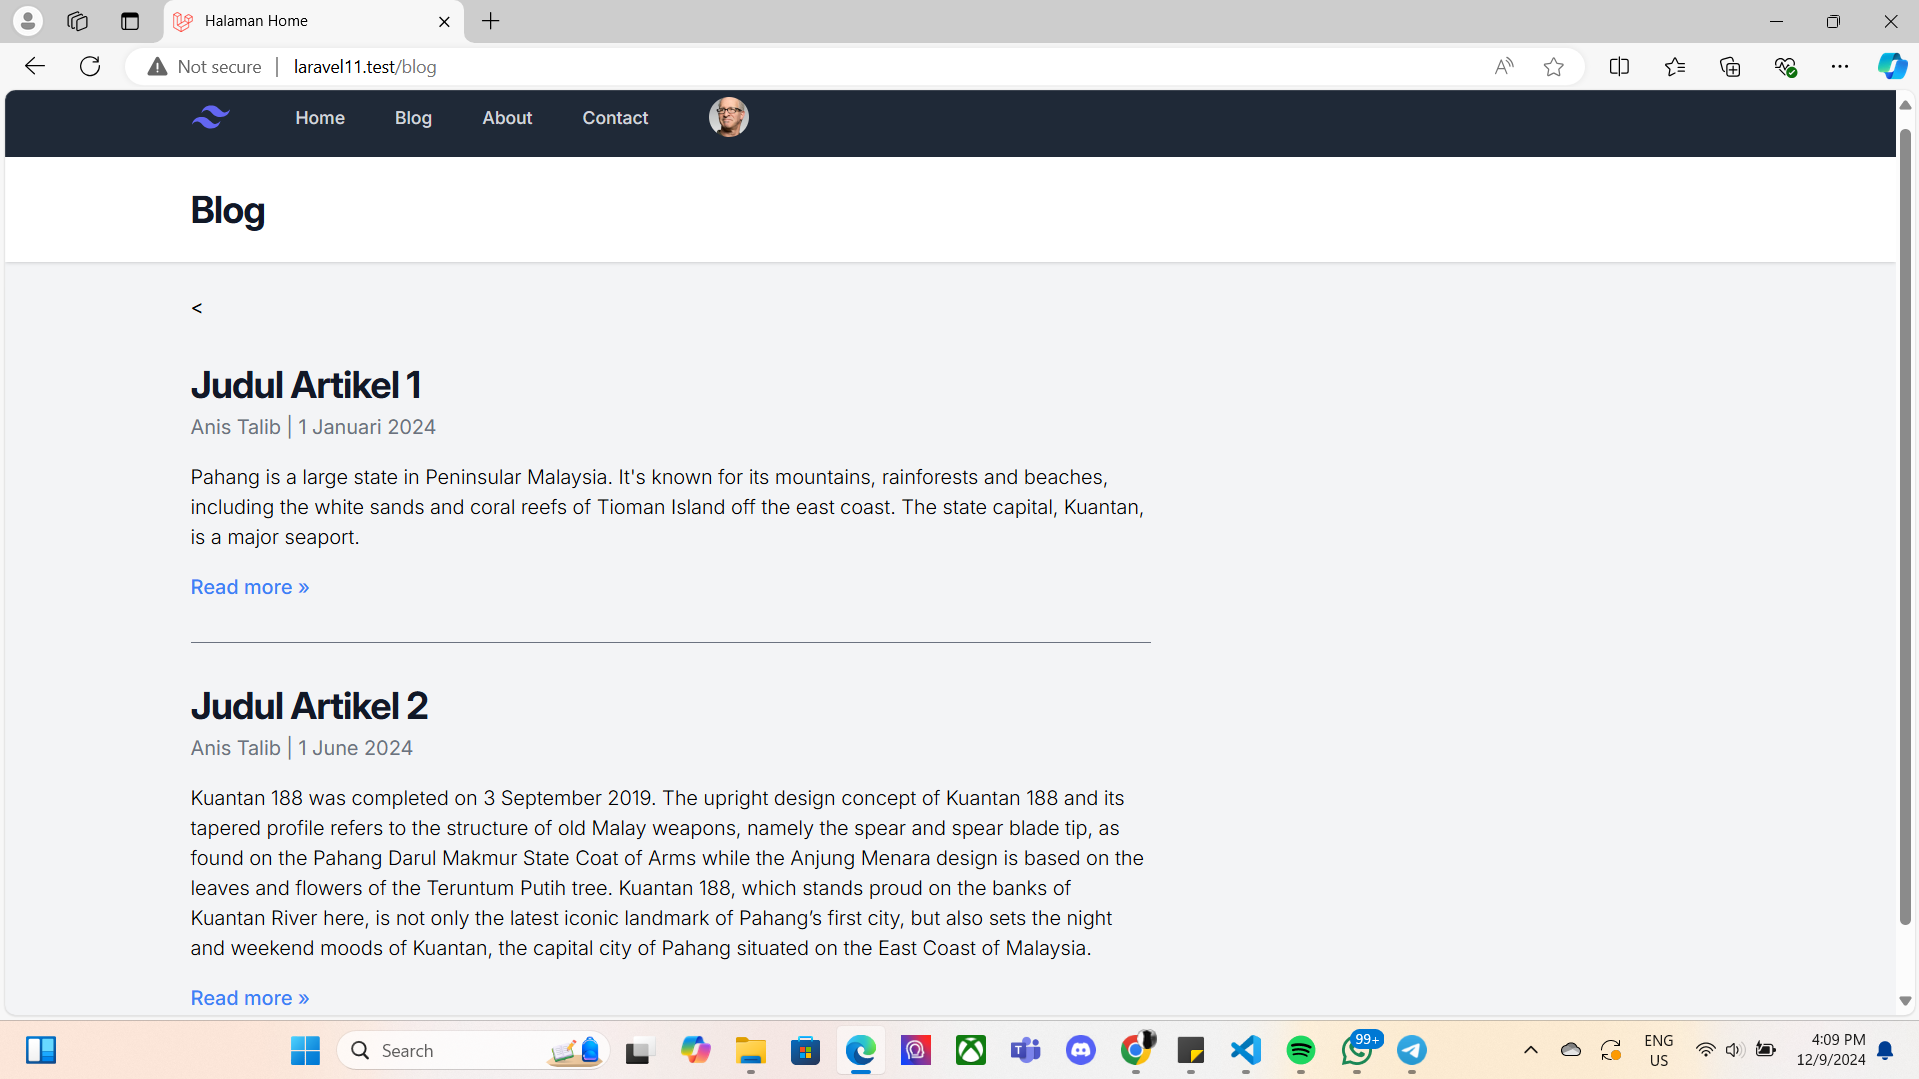 Halaman Home
Not secure | laravel11.test/blog
Home Blog About Contact
Blog
<
Judul Artikel 1
Anis Talib | 1 Januari 2024
Pahang is a large state in Peninsular Malaysia. It's known for its mountains, rainforests and beaches,
including the white sands and coral reefs of Tioman Island off the east coast. The state capital, Kuantan,
is a major seaport.
Read more »
Judul Artikel 2
Anis Talib | 1 June 2024
Kuantan 188 was completed on 3 September 2019. The upright design concept of Kuantan 188 and its
tapered profile refers to the structure of old Malay weapons, namely the spear and spear blade tip, as
found on the Pahang Darul Makmur State Coat of Arms while the Anjung Menara design is based on the
leaves and flowers of the Teruntum Putih tree. Kuantan 188, which stands proud on the banks of
Kuantan River here, is not only the latest iconic landmark of Pahang’s first city, but also sets the night
and weekend moods of Kuantan, the capital city of Pahang situated on the East Coast of Malaysia.
Read more »
Search
99+
ENG
US
4:09 PM
12/9/2024